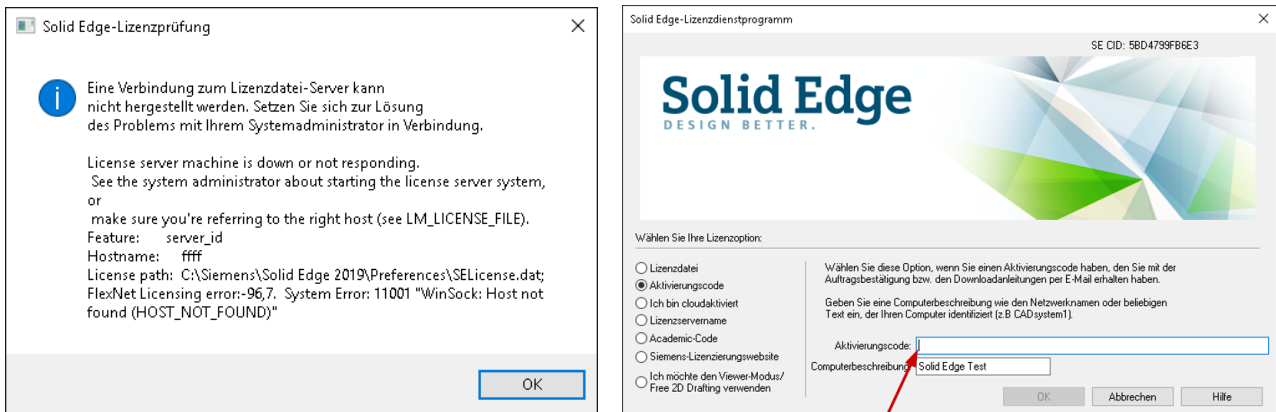 Solid Edge-Lizenzprüfung
Eine Verbindung zum Lizenzdatei-Server kann
nicht hergestellt werden. Setzen Sie sich zur Lösung
des Problems mit Ihrem Systemadministrator in Verbindung.
License server machine is down or not responding.
See the system administrator about starting the license server system,
or
make sure you're referring to the right host (see LM_LICENSE_FILE).
Feature: server_id
Hostname: ffff
License path: C:\Siemens\Solid Edge 2019\Preferences\SELicense.dat;
FlexNet Licensing error:-96,7. System Error: 11001 "WinSock: Host not
found (HOST_NOT_FOUND)"
OK
Solid Edge-Lizenzdienstprogramm
SE CID: 5BD4799FB6E3
Solid Edge
DESIGN BETTER.
Wählen Sie Ihre Lizenzoption:
Lizenzdatei
Aktivierungscode
Ich bin cloudaktiviert
Lizenzservername
Academic-Code
Siemens-Lizenzierungswebsite
Ich möchte den Viewer-Modus/
Free 2D Drafting verwenden
Wählen Sie diese Option, wenn Sie einen Aktivierungscode haben, den Sie mit der
Auftragsbestätigung bzw. den Downloadanleitungen per E-Mail erhalten haben.
Geben Sie eine Computerbeschreibung wie den Netzwerknamen oder beliebigen
Text ein, der Ihren Computer identifiziert (z.B CADsystem1).
Aktivierungscode:
Computerbeschreibung: Solid Edge Test
OK Abbrechen Hilfe